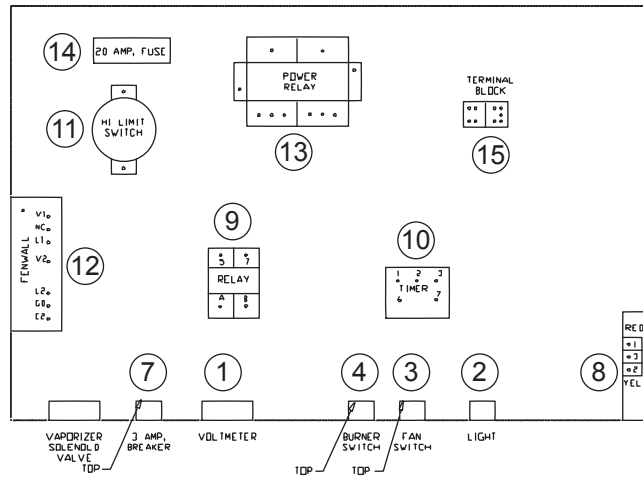 14
20 AMP, FUSE
POWER
RELAY
13
TERMINAL
BLOCK
15
11
HI LIMIT
SWITCH
FENWALL
V1
NC
L1
V2
L2
GD
C2
12
9
5 7
RELAY
A B
10
1 2 3
TIMER
6 7
8
RED
1
3
2
YEL
7
1
4
3
2
VAPORIZER
SOLENOLD
VALVE
TOP
3 AMP,
BREAKER
VOLTMETER
TOP
BURNER
SWITCH
TOP
FAN
SWITCH
LIGHT